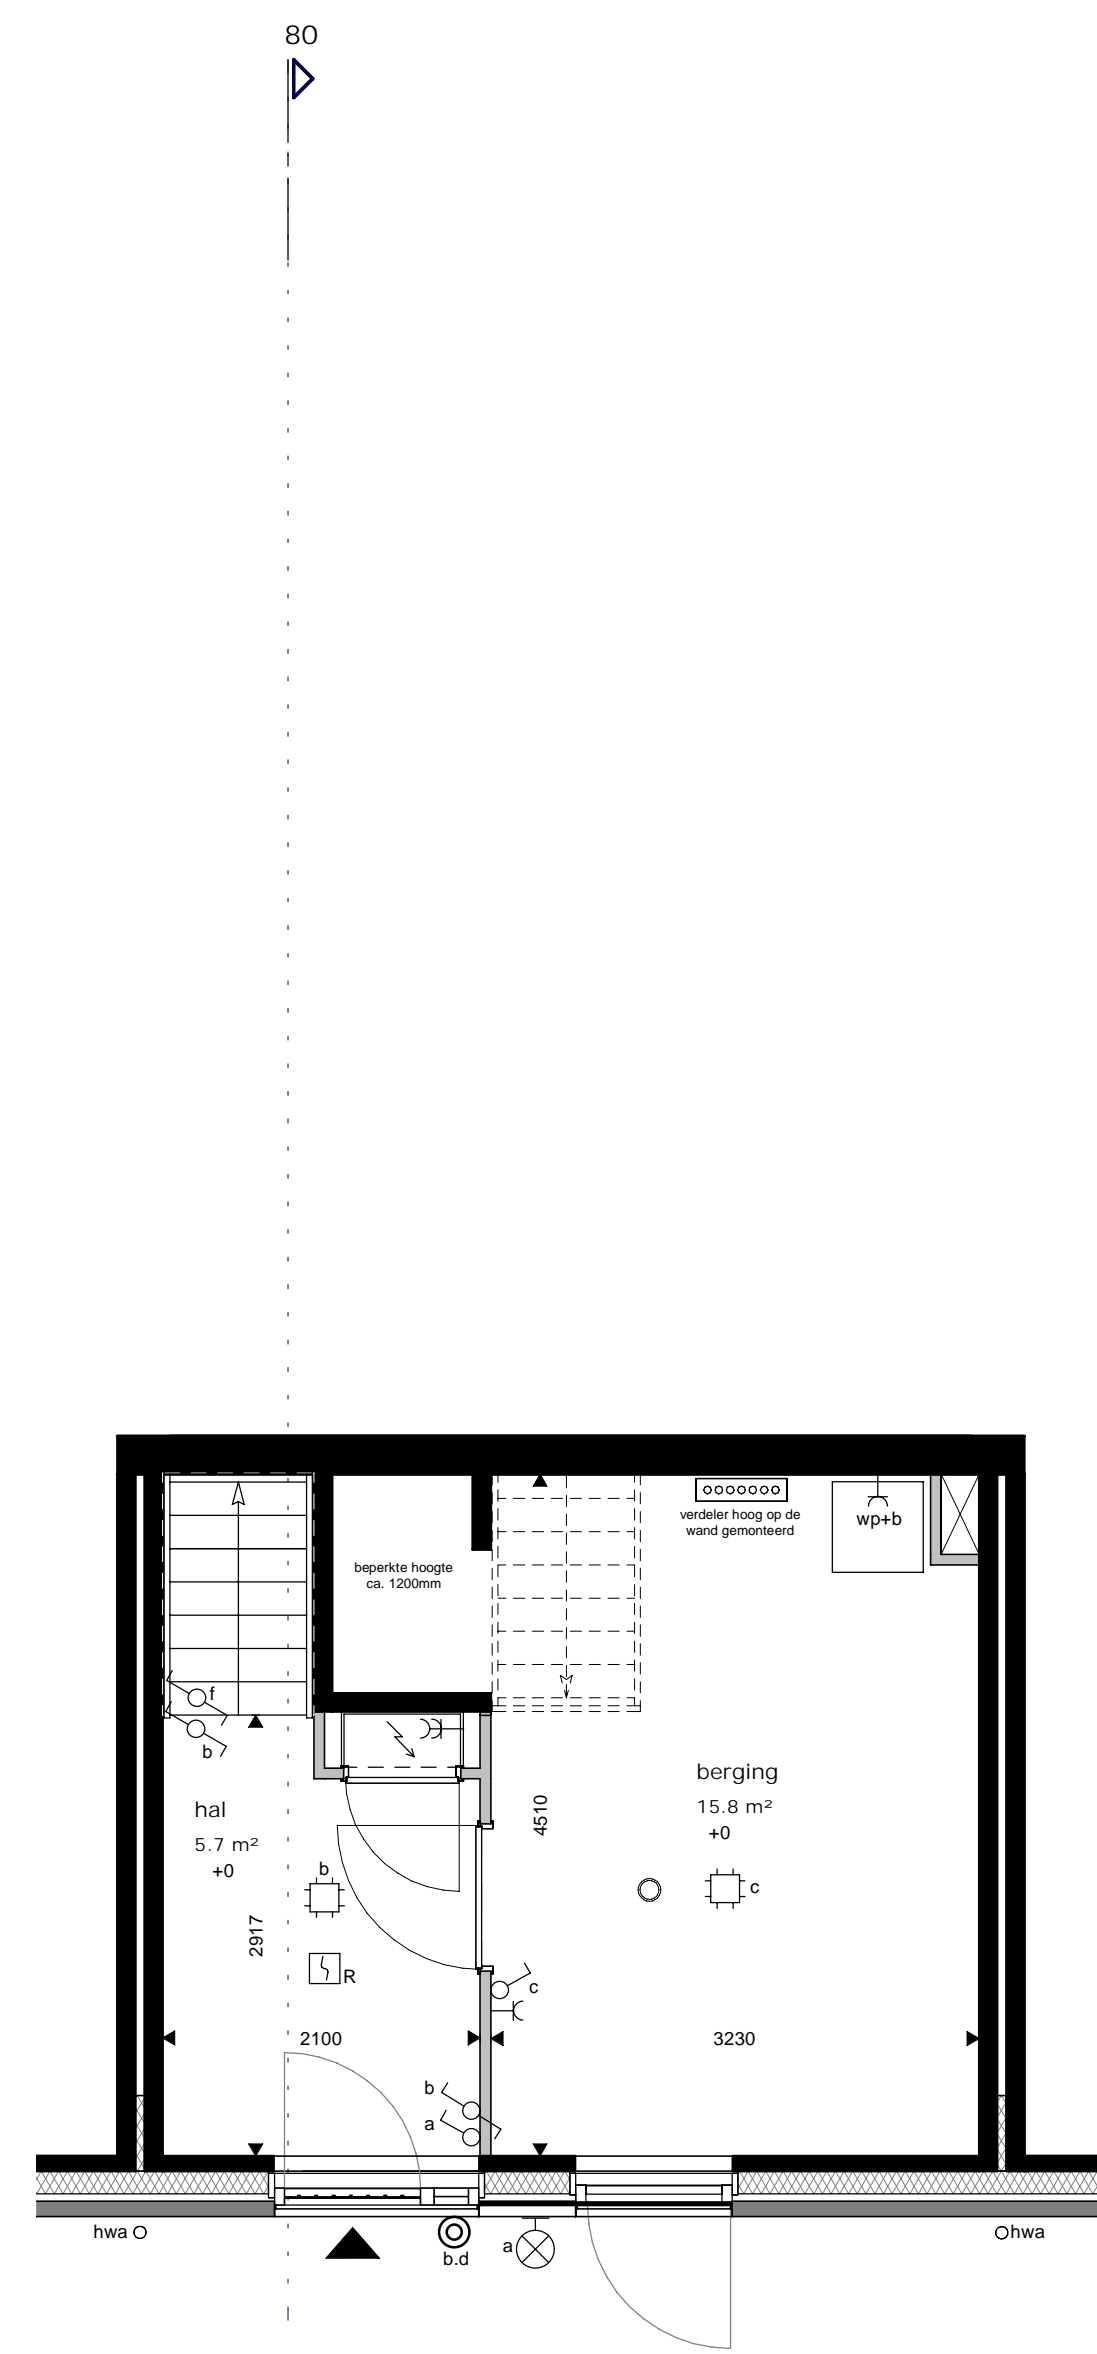 80
verdeler hoog op de
wand gemonteerd
wp+b
beperkte hoogte
ca. 1200mm
f
b
berging
15.8 m²
+0
hal
5.7 m²
+0
4510
b
c
2917
R
c
2100
3230
b
a
hwa
b.d
a
hwa